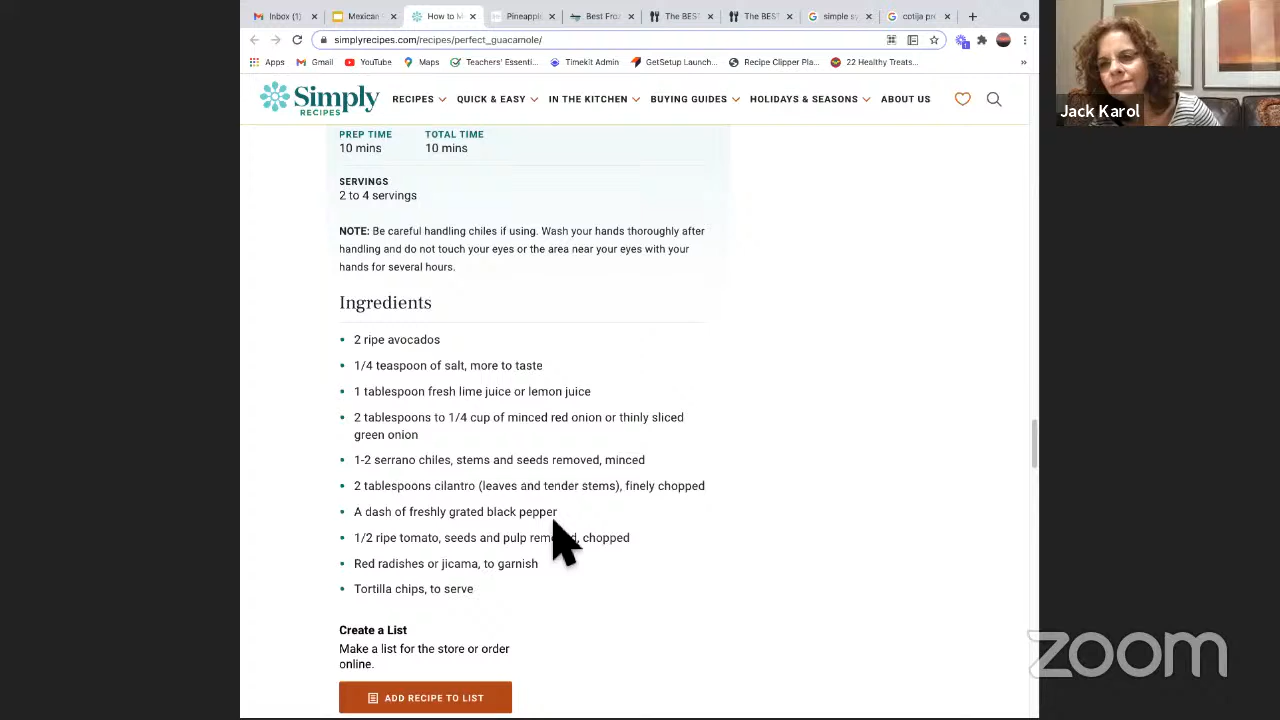 Inbox (1)
Mexican
How to M
Pineapple
Best Froz
The BEST
The BEST
simple sy
cotija pre
simplyrecipes.com/recipes/perfect_guacamole/
Apps
Gmail
YouTube
Maps
Teachers' Essenti...
Timekit Admin
GetSetup Launch...
Recipe Clipper Pla...
22 Healthy Treats...
»
Simply
RECIPES
RECIPES
QUICK & EASY
IN THE KITCHEN
BUYING GUIDES
HOLIDAYS & SEASONS
ABOUT US
Jack Karol
PREP TIME
10 mins
TOTAL TIME
10 mins
SERVINGS
2 to 4 servings
NOTE: Be careful handling chiles if using. Wash your hands thoroughly after
handling and do not touch your eyes or the area near your eyes with your
hands for several hours.
Ingredients
• 2 ripe avocados
• 1/4 teaspoon of salt, more to taste
• 1 tablespoon fresh lime juice or lemon juice
• 2 tablespoons to 1/4 cup of minced red onion or thinly sliced
green onion
• 1-2 serrano chiles, stems and seeds removed, minced
• 2 tablespoons cilantro (leaves and tender stems), finely chopped
• A dash of freshly grated black pepper
• 1/2 ripe tomato, seeds and pulp rem d, chopped
• Red radishes or jicama, to garnish
• Tortilla chips, to serve
Create a List
Make a list for the store or order
online.
ADD RECIPE TO LIST
zoom